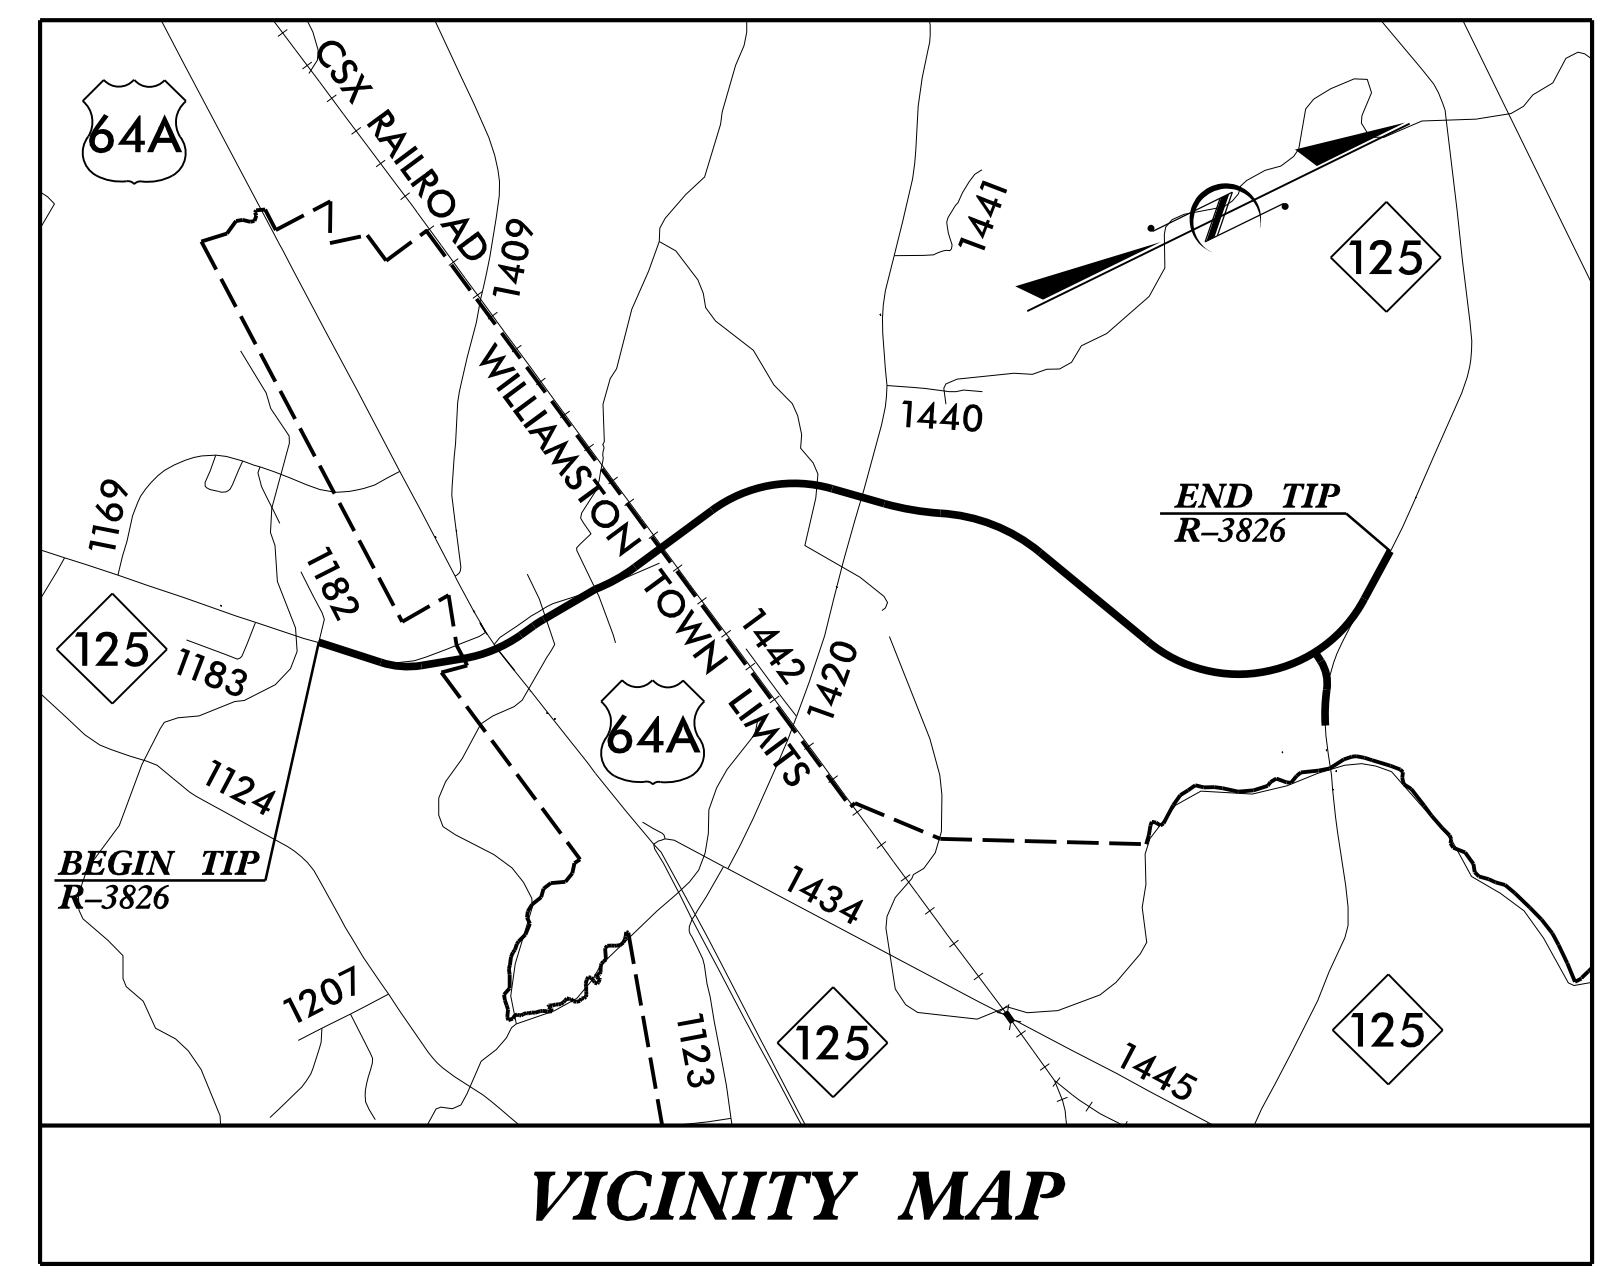 CSX RAILROAD
64A
1409
1441
125
WILLIAMSTON TOWN LIMITS
1440
END TIP
R–3826
1169
1182
125
1183
1442
1420
64A
1124
BEGIN TIP
R–3826
1434
1207
1123
125
1445
125
VICINITY MAP